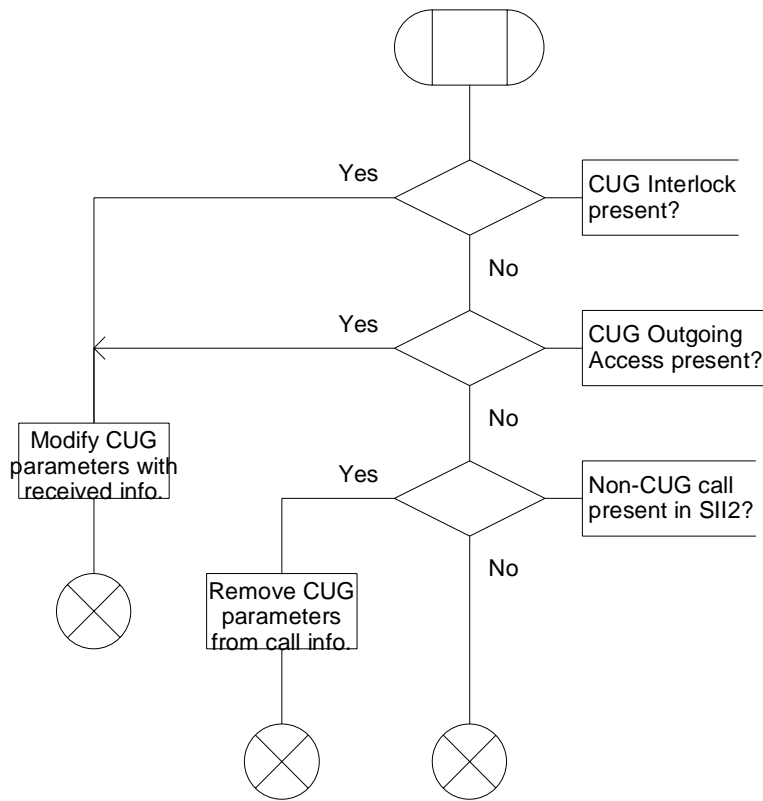 Yes
CUG Interlock
present?
No
Yes
CUG Outgoing
Access present?
No
Modify CUG
parameters with
received info.
Yes
Non-CUG call
present in SII2?
No
Remove CUG
parameters
from call info.